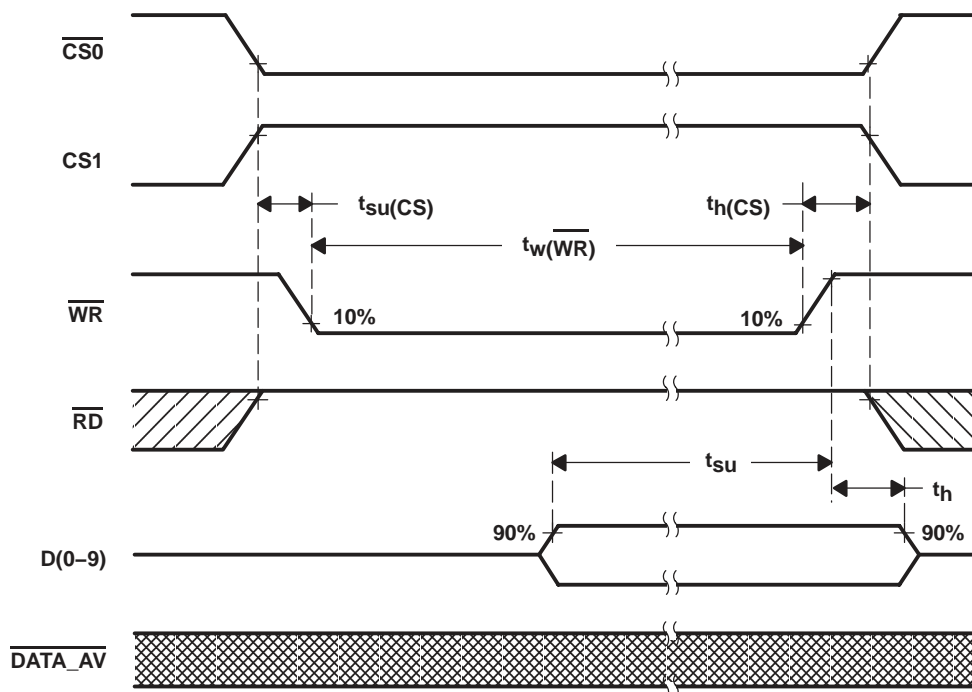 CS0
CS1
tsu(CS)
th(CS)
tw(WR)
WR
10%
10%
RD
tsu
th
90%
90%
D(0–9)
DATA_AV